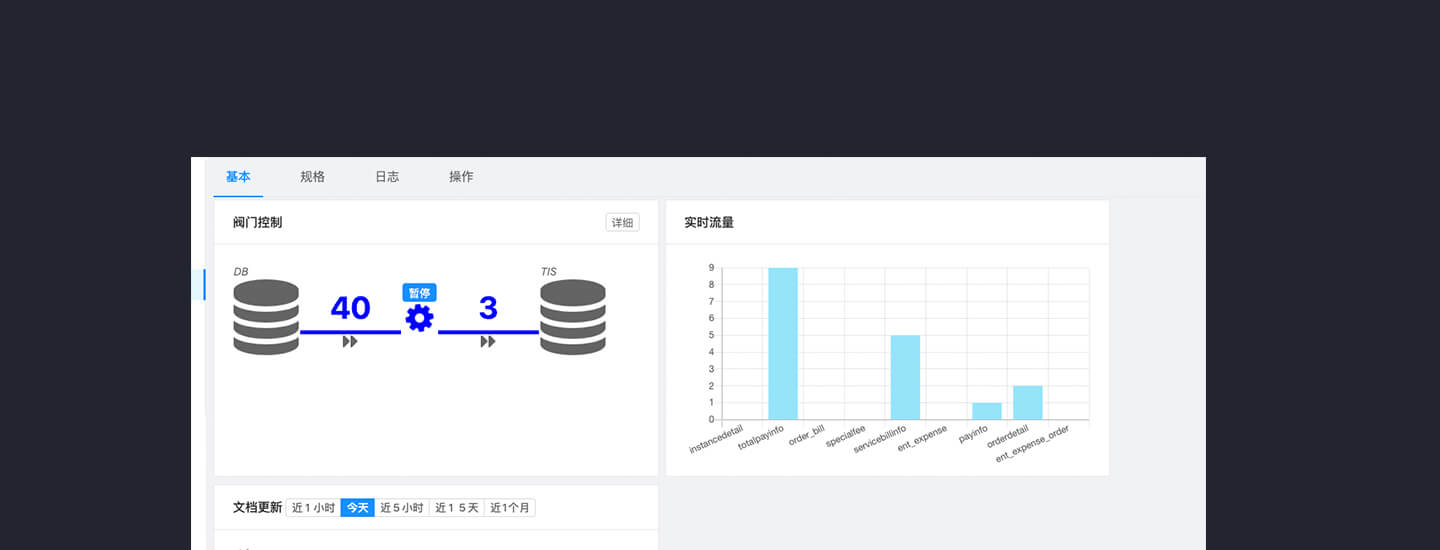 基本 规格 日志 操作
阀门控制 详细
DB TIS
暂停
40 3
实时流量
9
8
7
6
5
4
3
2
1
0
instancedetail totalpayinfo order_bill specialfee servicebillinfo ent_expense payinfo orderdetail ent_expense_order
文档更新 近1小时 今天 近5小时 近15天 近1个月